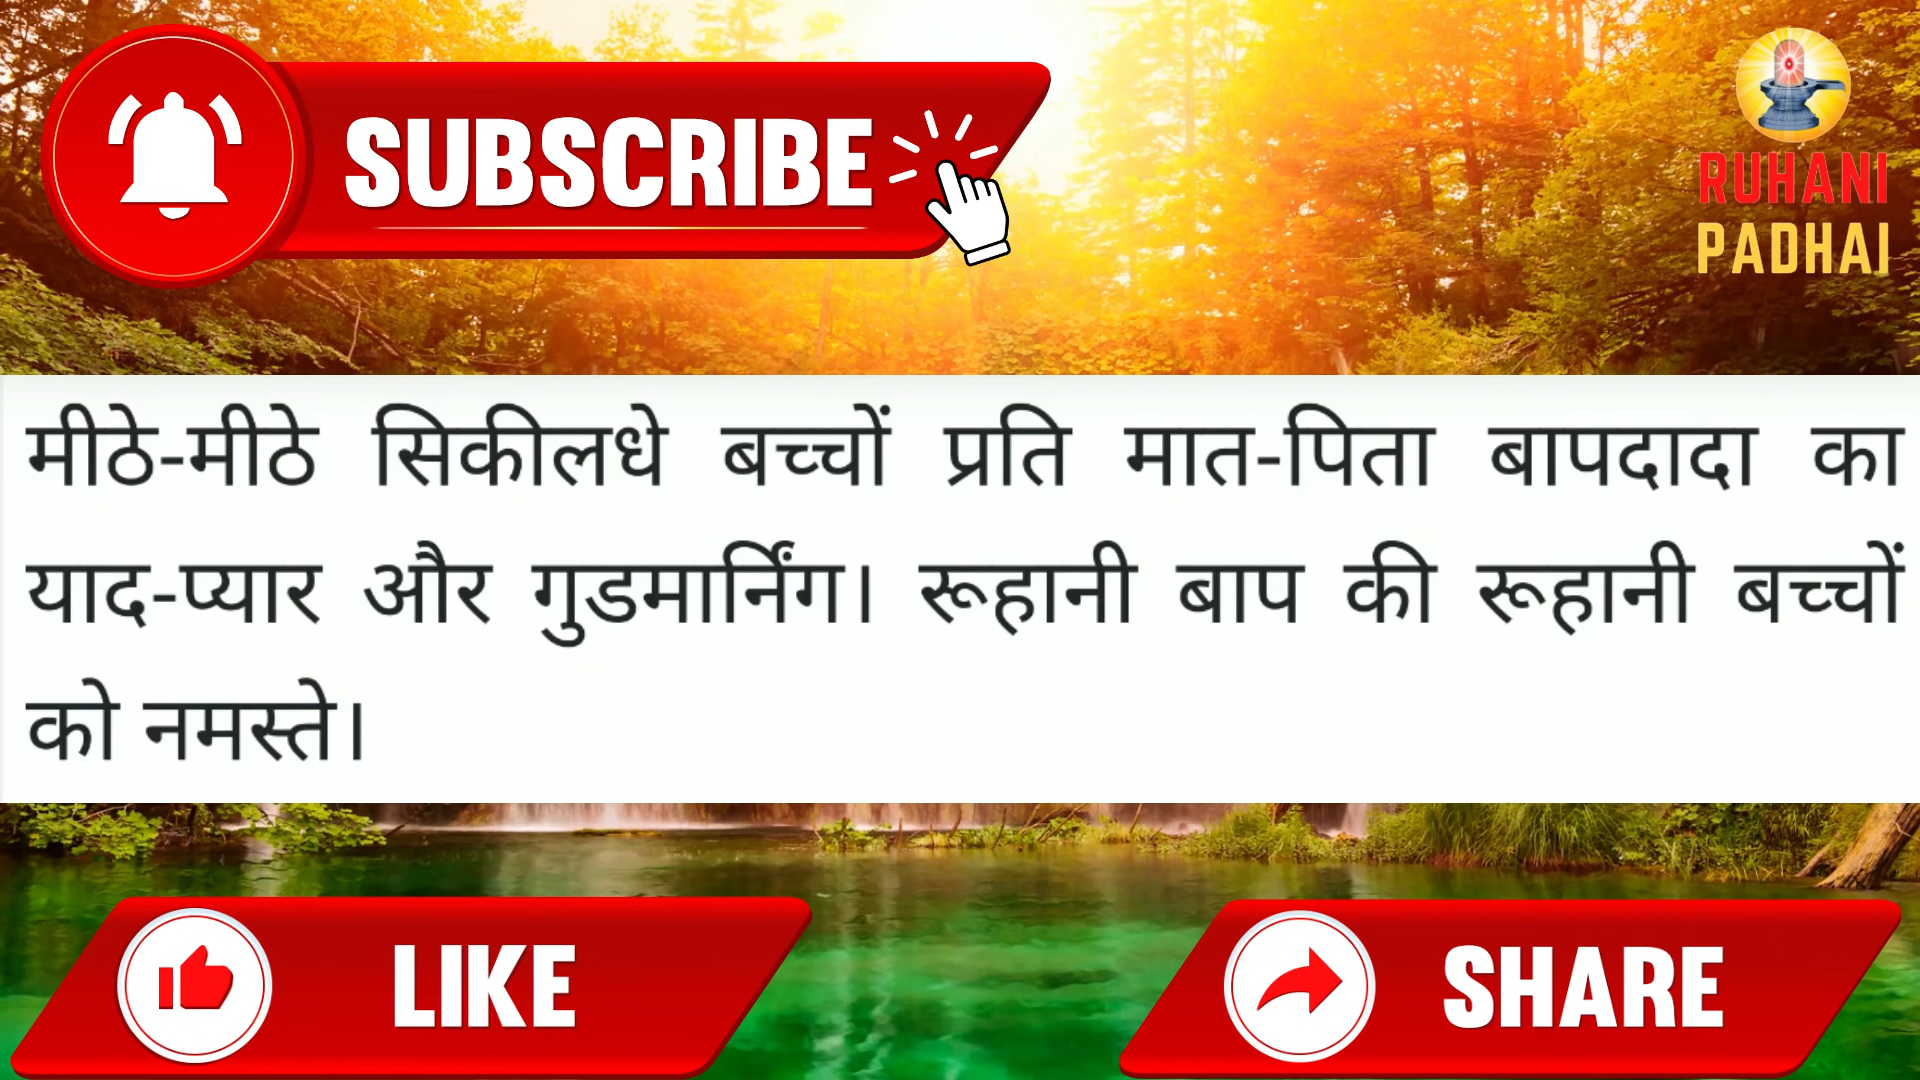 SUBSCRIBE
RUHANI
PADHAI
मीठे-मीठे सिकीलधे बच्चों प्रति मात-पिता बापदादा का
याद-प्यार और गुडमार्निंग। रूहानी बाप की रूहानी बच्चों
को नमस्ते।
LIKE
SHARE